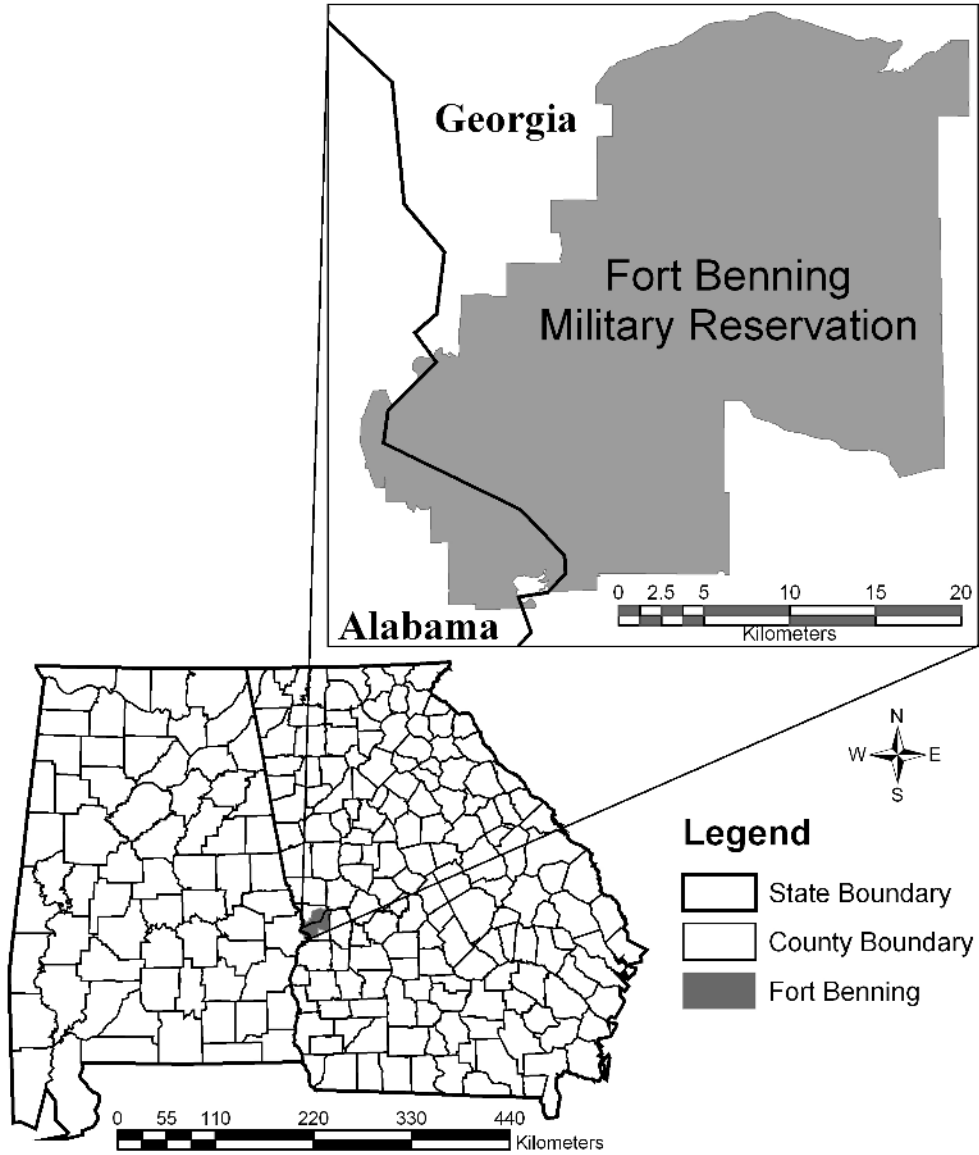 Georgia
Fort Benning
Military Reservation
0 2.5 5 10 15 20
Kilometers
Alabama
N
W E
S
Legend
State Boundary
County Boundary
Fort Benning
0 55 110 220 330 440
Kilometers